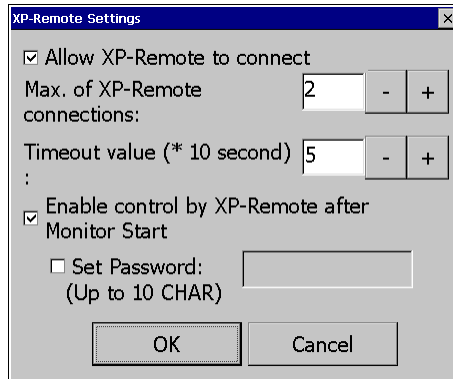 XP-Remote Settings
Allow XP-Remote to connect
Max. of XP-Remote 2 - +
connections:
Timeout value (* 10 second) 5 - +
:
Enable control by XP-Remote after
Monitor Start
Set Password:
(Up to 10 CHAR)
OK Cancel